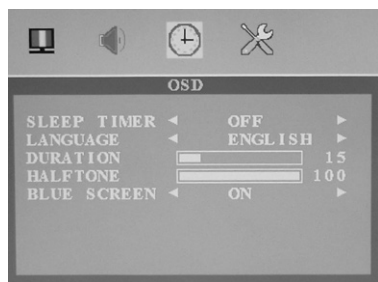 OSD
SLEEP TIMER OFF
LANGUAGE ENGLISH
DURATION 15
HALFTONE 100
BLUE SCREEN ON